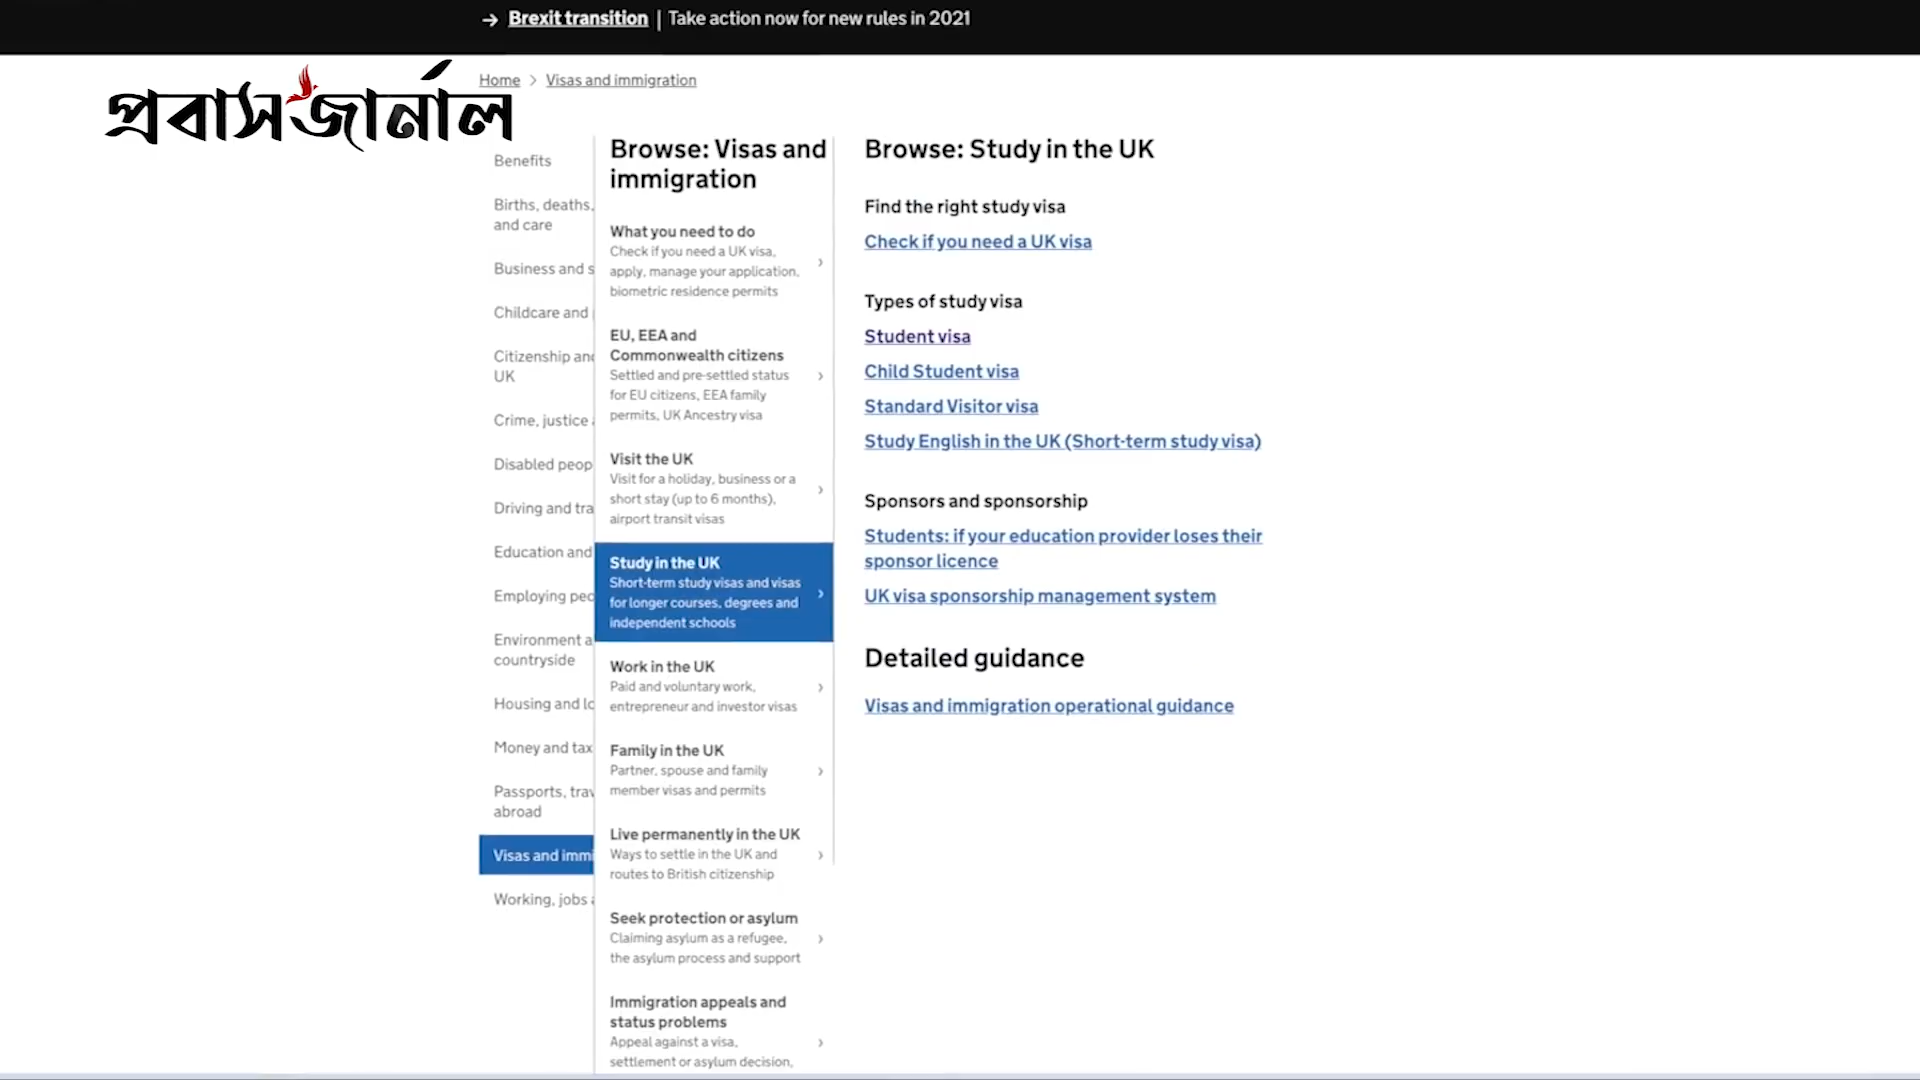 → Brexit transition | Take action now for new rules in 2021
Home > Visas and immigration
প্রবাস জার্নাল
Benefits
Births, deaths,
and care
Business and s
Childcare and
Citizenship and
UK
Crime, justice
Disabled peop
Driving and tra
Education and
Employing peo
Environment a
countryside
Housing and lo
Money and tax
Passports, trav
abroad
Visas and immi
Working, jobs
Browse: Visas and
immigration
What you need to do
Check if you need a UK visa,
apply, manage your application,
biometric residence permits
EU, EEA and
Commonwealth citizens
Settled and pre-settled status
for EU citizens, EEA family
permits, UK Ancestry visa
Visit the UK
Visit for a holiday, business or a
short stay (up to 6 months),
airport transit visas
Study in the UK
Short-term study visas and visas
for longer courses, degrees and
independent schools
Work in the UK
Paid and voluntary work,
entrepreneur and investor visas
Family in the UK
Partner, spouse and family
member visas and permits
Live permanently in the UK
Ways to settle in the UK and
routes to British citizenship
Seek protection or asylum
Claiming asylum as a refugee,
the asylum process and support
Immigration appeals and
status problems
Appeal against a visa,
settlement or asylum decision,
Browse: Study in the UK
Find the right study visa
Check if you need a UK visa
Types of study visa
Student visa
Child Student visa
Standard Visitor visa
Study English in the UK (Short-term study visa)
Sponsors and sponsorship
Students: if your education provider loses their
sponsor licence
UK visa sponsorship management system
Detailed guidance
Visas and immigration operational guidance